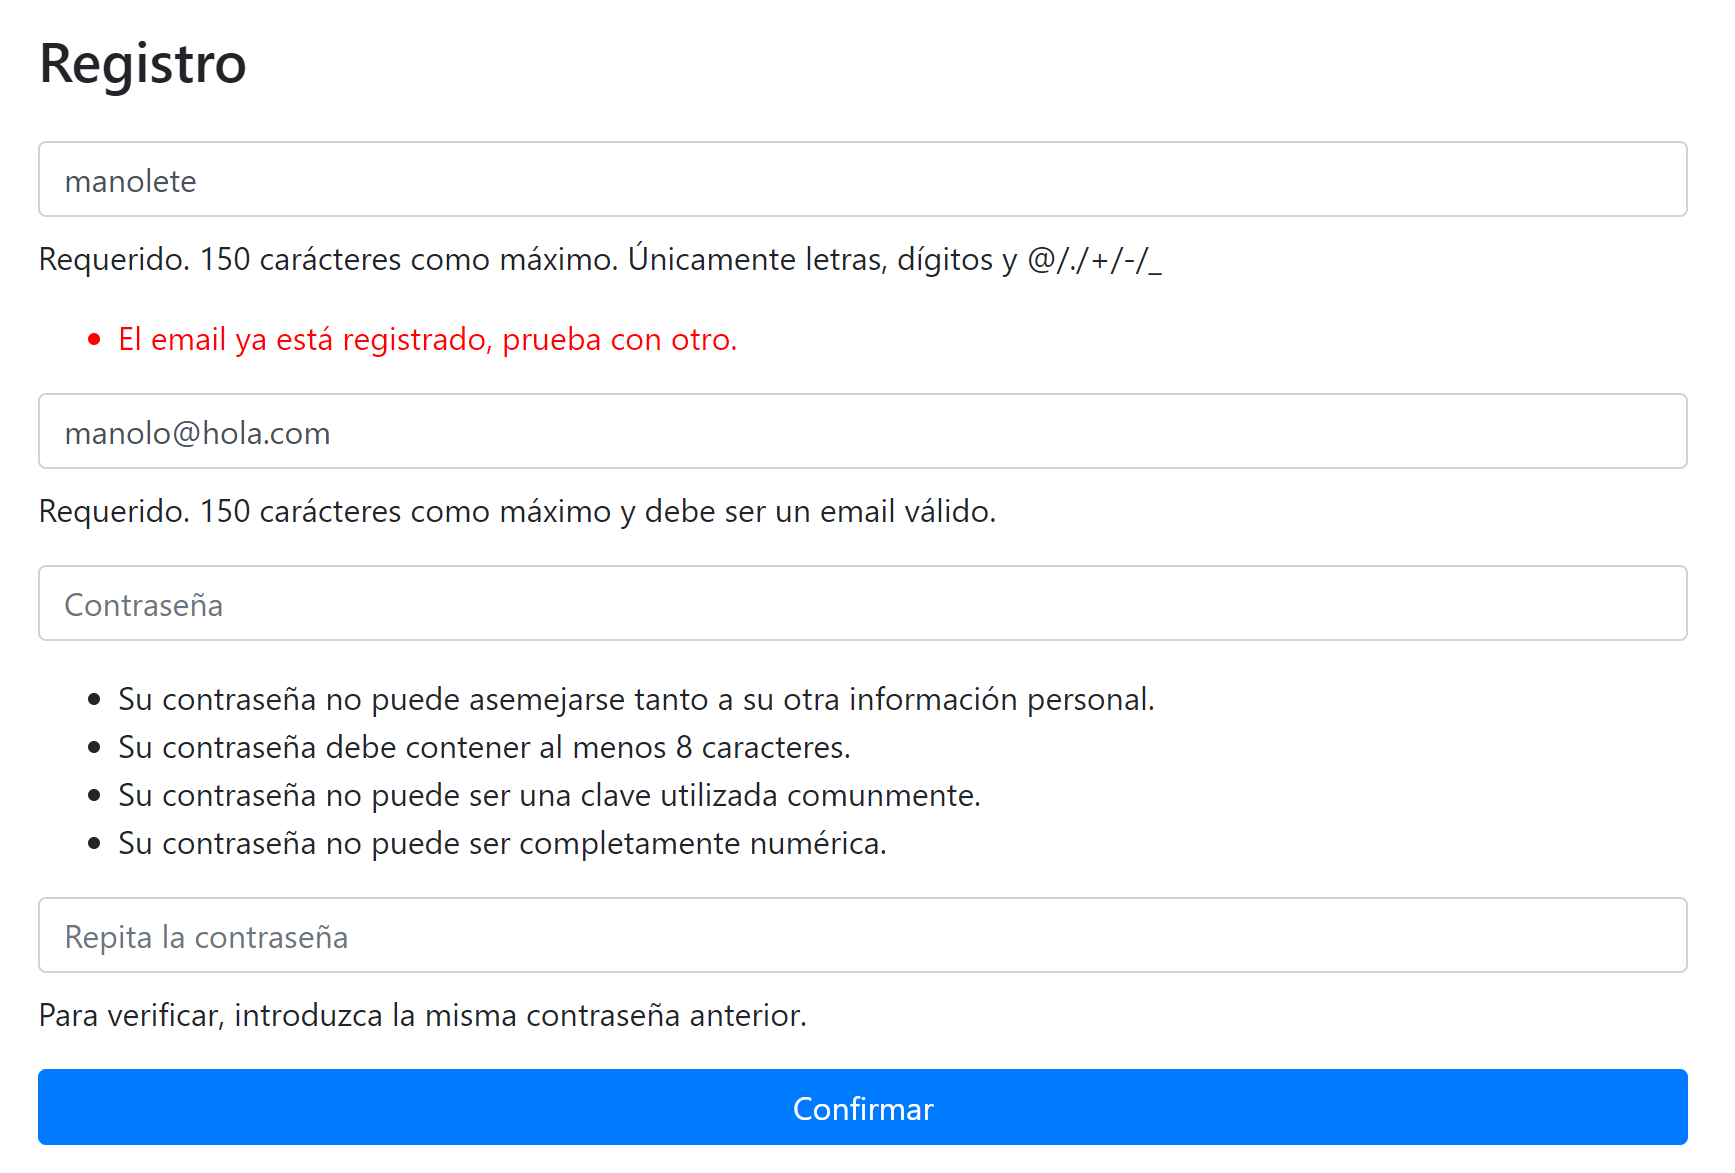 Registro
manolete
Requerido. 150 carácteres como máximo. Únicamente letras, dígitos y @/./+/-/_
El email ya está registrado, prueba con otro.
manolo@hola.com
Requerido. 150 carácteres como máximo y debe ser un email válido.
Contraseña
Su contraseña no puede asemejarse tanto a su otra información personal.
Su contraseña debe contener al menos 8 caracteres.
Su contraseña no puede ser una clave utilizada comunmente.
Su contraseña no puede ser completamente numérica.
Repita la contraseña
Para verificar, introduzca la misma contraseña anterior.
Confirmar